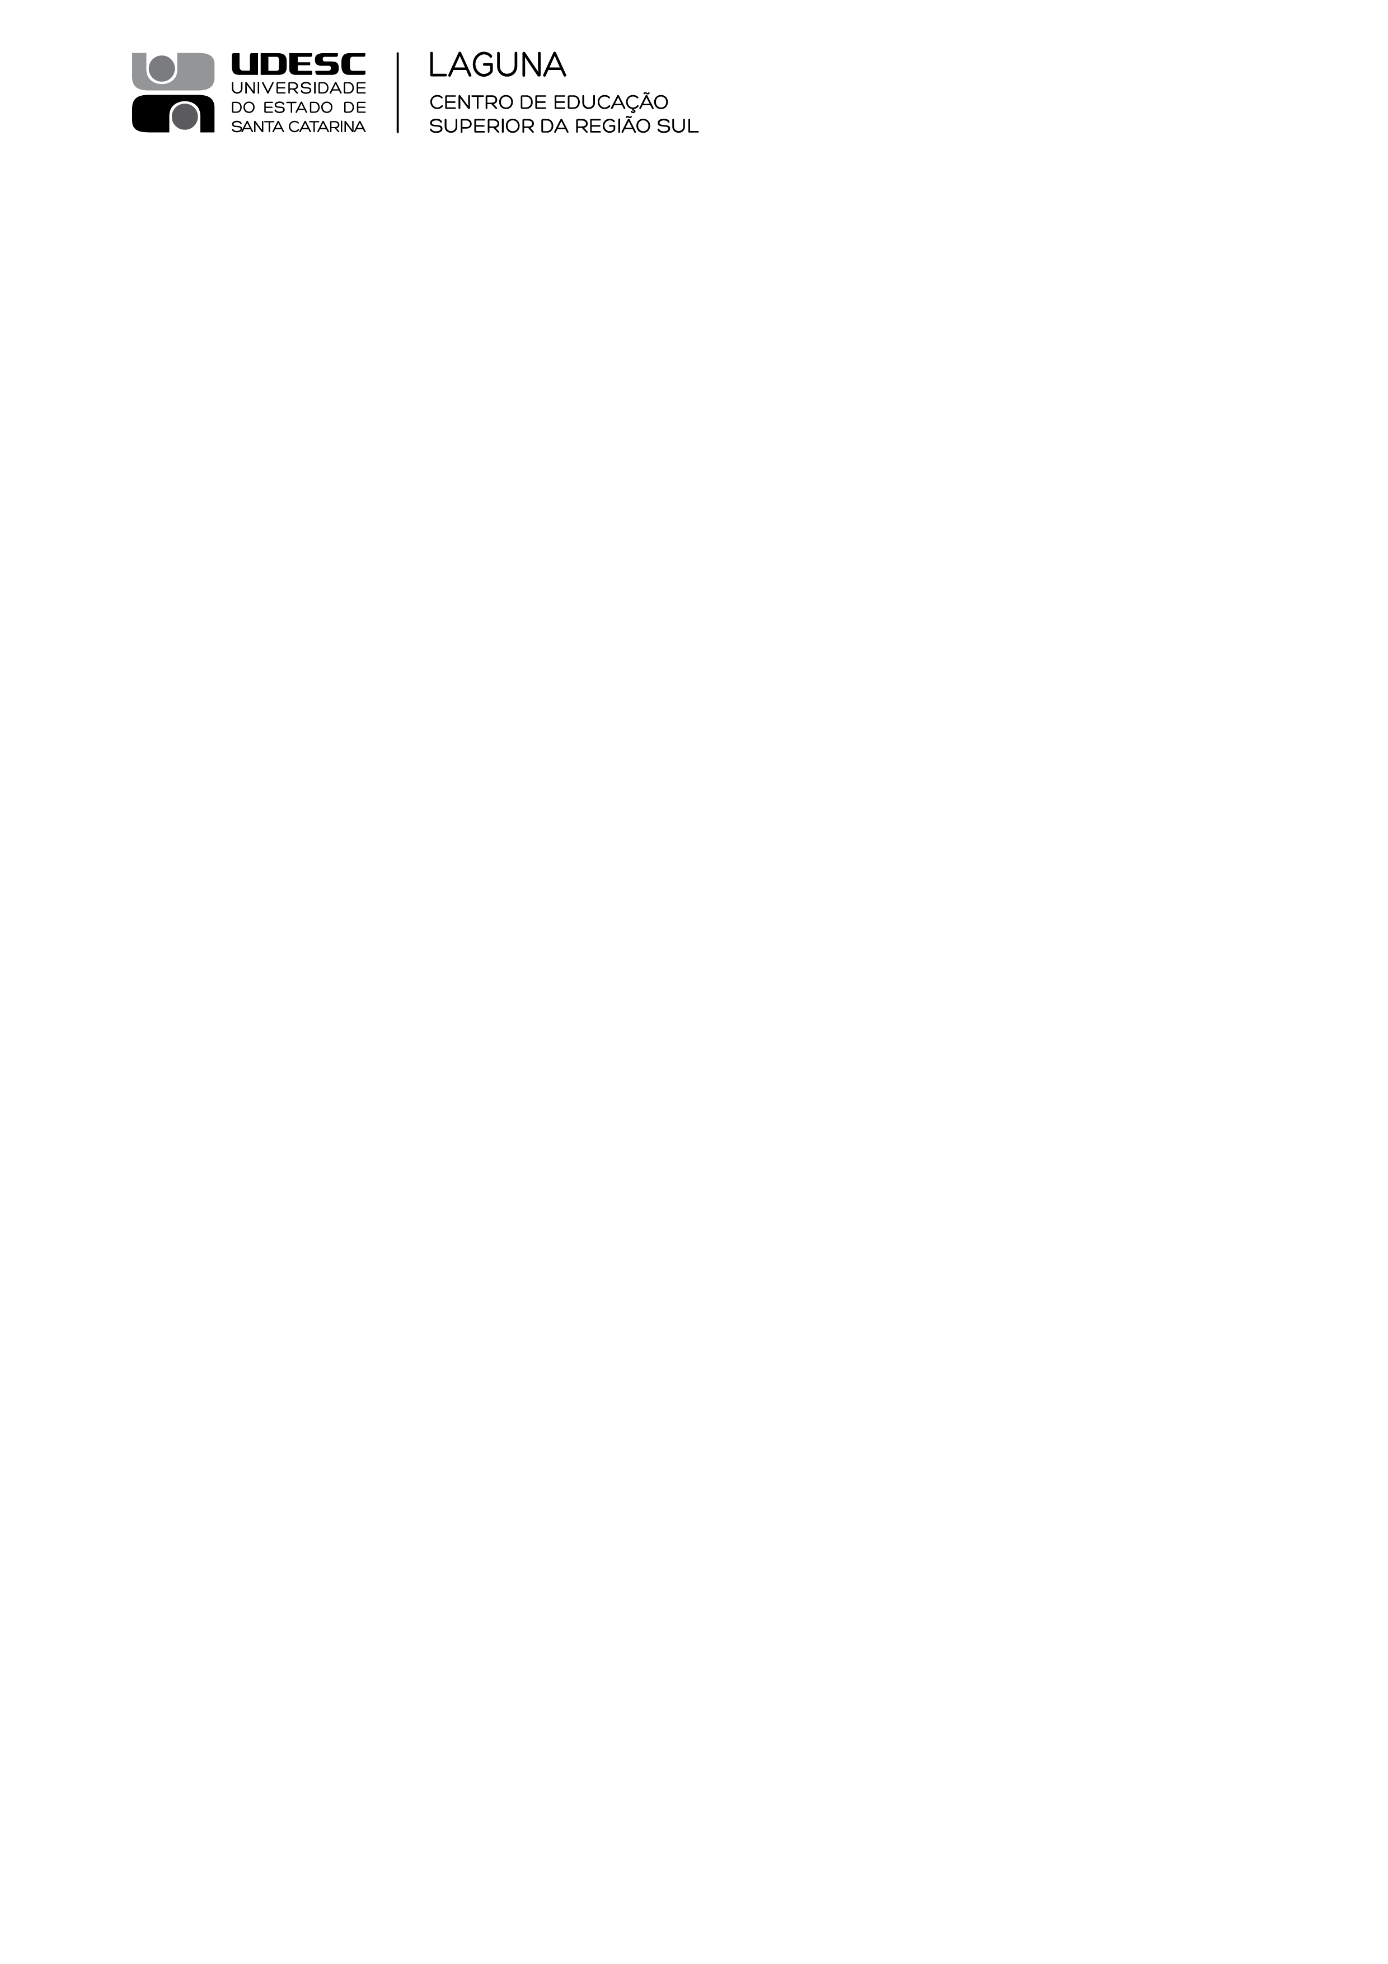 UDESC
UNIVERSIDADE
DO ESTADO DE
SANTA CATARINA
LAGUNA
CENTRO DE EDUCAÇÃO
SUPERIOR DA REGIÃO SUL